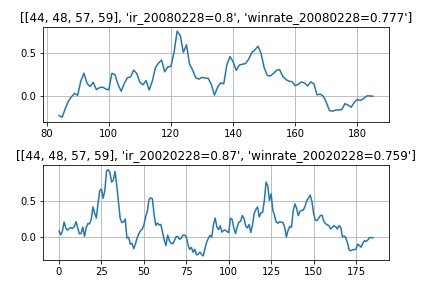 [[44, 48, 57, 59], 'ir_20080228=0.8', 'winrate_20080228=0.777']
0.5
0.0
80 100 120 140 160 180
[[44, 48, 57, 59], 'ir_20020228=0.87', 'winrate_20020228=0.759']
0.5
0.0
0 25 50 75 100 125 150 175